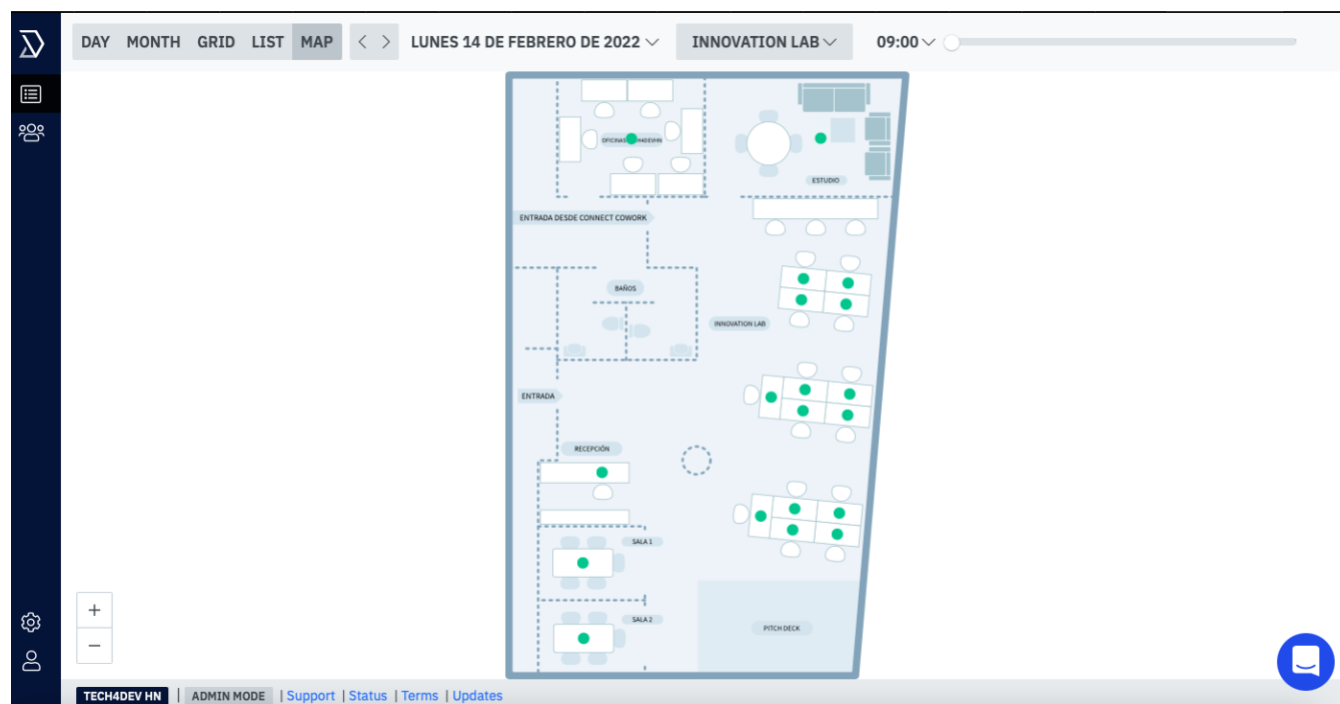 DAY MONTH GRID LIST MAP < > LUNES 14 DE FEBRERO DE 2022 INNOVATION LAB 09:00
OFICINAS
ESTUDIO
ENTRADA DESDE CONNECT COWORK
BAÑOS
INNOVATION LAB
ENTRADA
RECEPCIÓN
SALA 1
SALA 2
PITCH DECK
+
−
TECH4DEV HN | ADMIN MODE | Support | Status | Terms | Updates